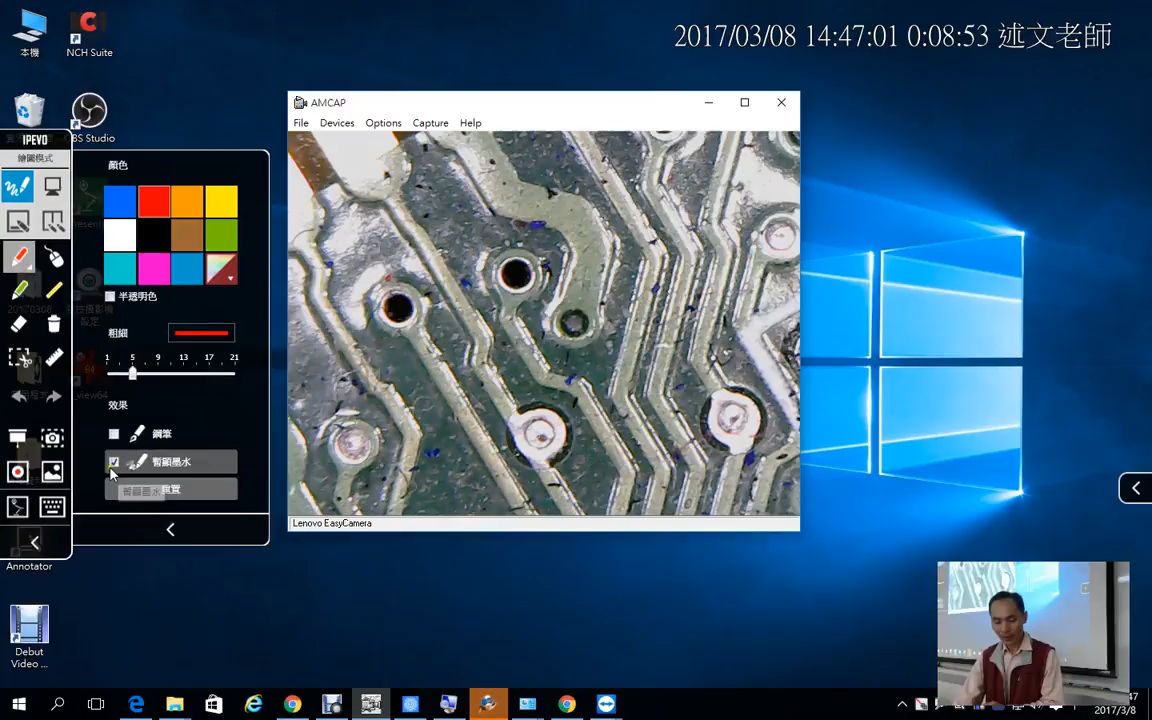 2017/03/08 14:47:01 0:08:53 述文老師
本機
NCH Suite
OBS Studio
IPEVO
繪圖模式
顏色
半透明色
粗細
1 5 9 13 17 21
效果
鋼筆
暫顯墨水
重置
AMCAP
File Devices Options Capture Help
Lenovo EasyCamera
Annotator
Debut
Video ...
2017/3/8